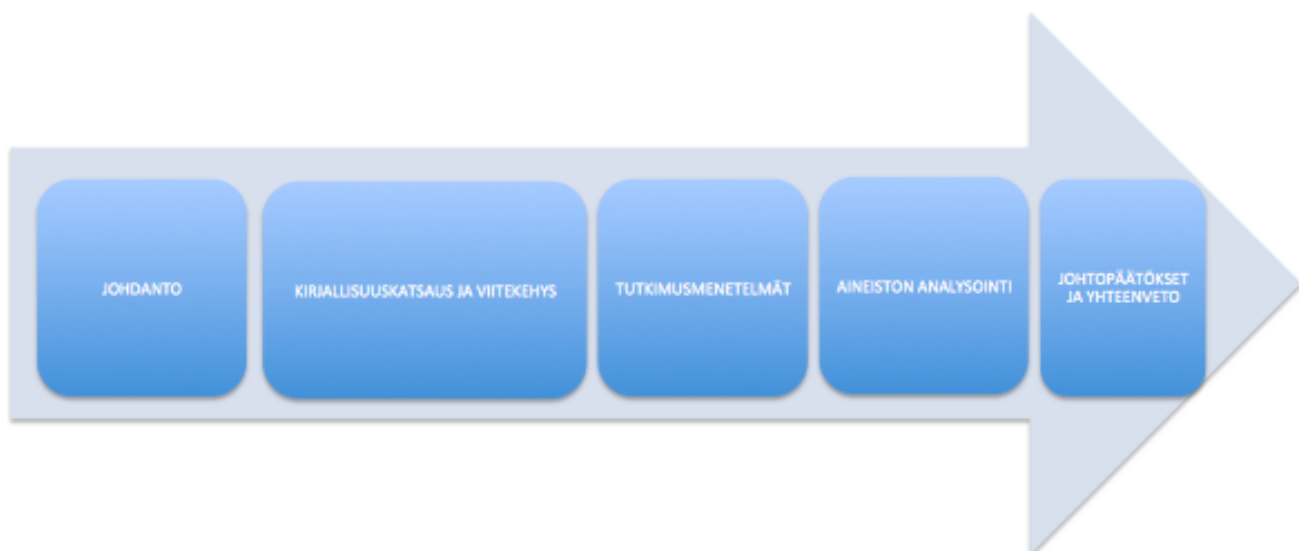 JOHDANTO
KIRJALLISUUSKATSAUS JA VIITEKEHYS
TUTKIMUSMENETELMÄT
AINEISTON ANALYSOINTI
JOHTOPÄÄTÖKSET
JA YHTEENVETO